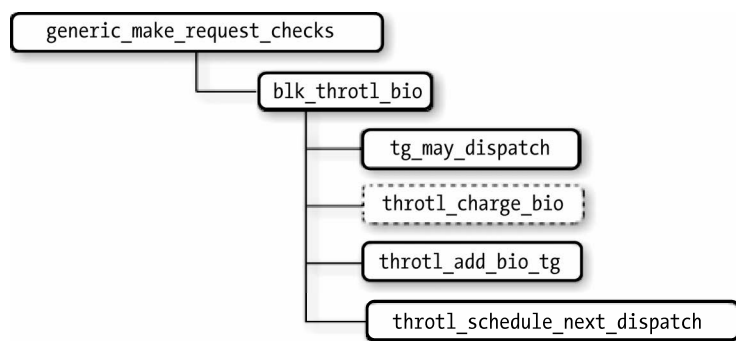 generic_make_request_checks
blk_throtl_bio
tg_may_dispatch
throtl_charge_bio
throtl_add_bio_tg
throtl_schedule_next_dispatch